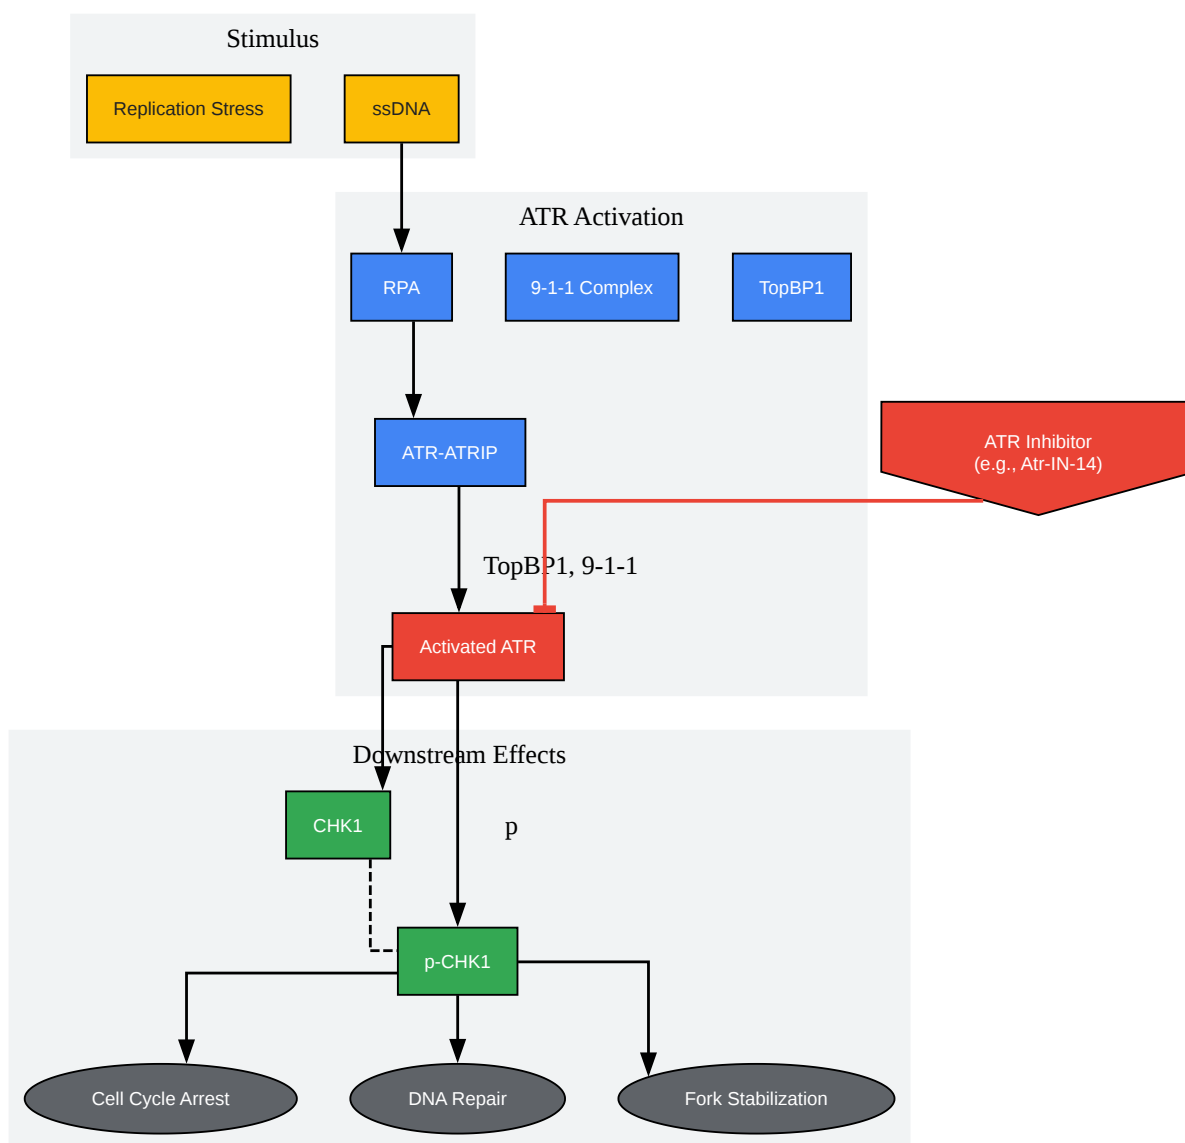 Stimulus
Replication Stress
ssDNA
ATR Activation
RPA
9-1-1 Complex
TopBP1
ATR-ATRIP
ATR Inhibitor
(e.g., Atr-IN-14)
TopBP1, 9-1-1
Activated ATR
Downstream Effects
CHK1
p
p-CHK1
Cell Cycle Arrest
DNA Repair
Fork Stabilization